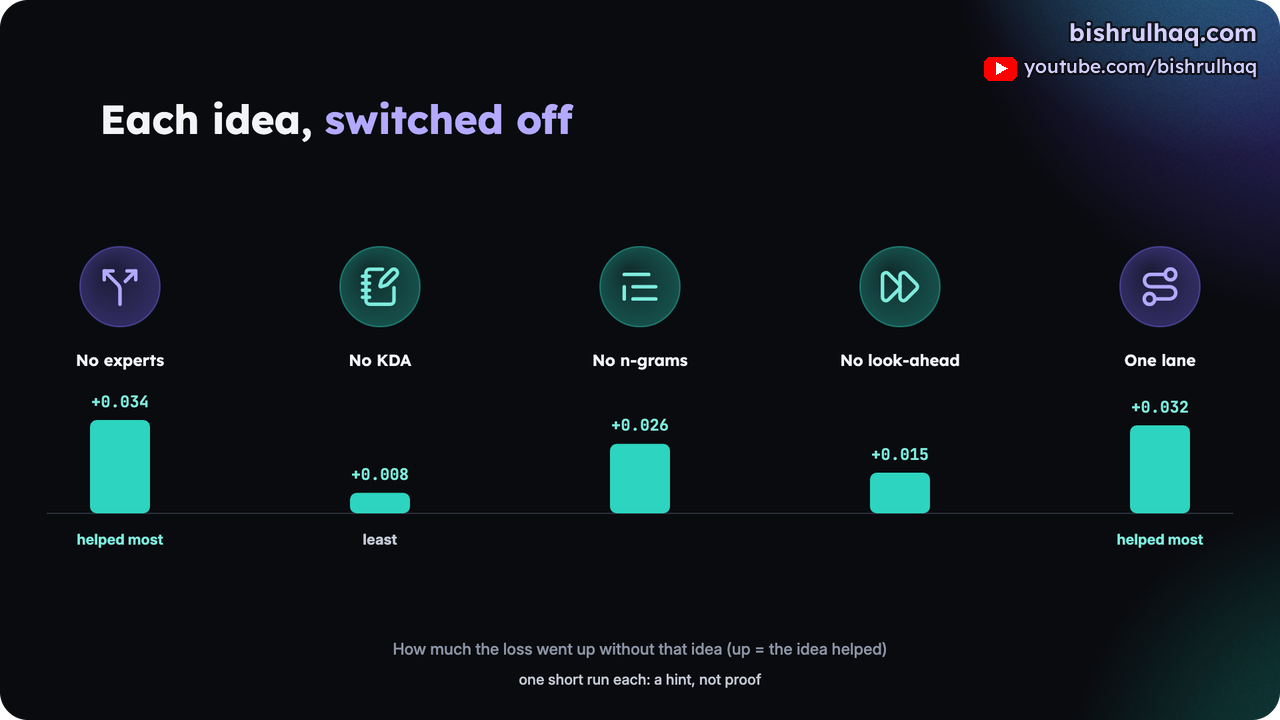 bishrulhaq.com
youtube.com/bishrulhaq
Each idea, switched off
No experts
No KDA
No n-grams
No look-ahead
One lane
+0.034
+0.008
+0.026
+0.015
+0.032
helped most
least
helped most
How much the loss went up without that idea (up = the idea helped)
one short run each: a hint, not proof